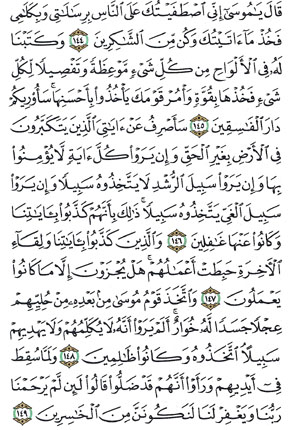 قَالَ يَٰمُوسَىٰٓ إِنِّي ٱصْطَفَيْتُكَ عَلَى ٱلنَّاسِ بِرِسَٰلَٰتِي وَبِكَلَٰمِي
فَخُذْ مَآ ءَاتَيْتُكَ وَكُن مِّنَ ٱلشَّٰكِرِينَ ١٤٤ وَكَتَبْنَا
لَهُۥ فِي ٱلْأَلْوَاحِ مِن كُلِّ شَيْءٍ مَّوْعِظَةً وَتَفْصِيلًا لِّكُلِّ
شَيْءٍ فَخُذْهَا بِقُوَّةٍ وَأْمُرْ قَوْمَكَ يَأْخُذُوا۟ بِأَحْسَنِهَا ۚ سَأُو۟رِيكُمْ
دَارَ ٱلْفَٰسِقِينَ ١٤٥ سَأَصْرِفُ عَنْ ءَايَٰتِيَ ٱلَّذِينَ يَتَكَبَّرُونَ
فِي ٱلْأَرْضِ بِغَيْرِ ٱلْحَقِّ وَإِن يَرَوْا۟ كُلَّ ءَايَةٍ لَّا يُؤْمِنُوا۟
بِهَا وَإِن يَرَوْا۟ سَبِيلَ ٱلرُّشْدِ لَا يَتَّخِذُوهُ سَبِيلًا وَإِن يَرَوْا۟
سَبِيلَ ٱلْغَيِّ يَتَّخِذُوهُ سَبِيلًا ۚ ذَٰلِكَ بِأَنَّهُمْ كَذَّبُوا۟ بِـَٔايَٰتِنَا
وَكَانُوا۟ عَنْهَا غَٰفِلِينَ ١٤٦ وَٱلَّذِينَ كَذَّبُوا۟ بِـَٔايَٰتِنَا وَلِقَآءِ
ٱلْأَخِرَةِ حَبِطَتْ أَعْمَٰلُهُمْ ۚ هَلْ يُجْزَوْنَ إِلَّا مَا كَانُوا۟
يَعْمَلُونَ ١٤٧ وَٱتَّخَذَ قَوْمُ مُوسَىٰ مِنۢ بَعْدِهِۦ مِنْ حُلِيِّهِمْ
عِجْلًا جَسَدًا لَّهُۥ خُوَارٌ ۚ أَلَمْ يَرَوْا۟ أَنَّهُۥ لَا يُكَلِّمُهُمْ وَلَا يَهْدِيهِمْ
سَبِيلًا ۘ ٱتَّخَذُوهُ وَكَانُوا۟ ظَٰلِمِينَ ١٤٨ وَلَمَّا سُقِطَ
فِيٓ أَيْدِيهِمْ وَرَأَوْا۟ أَنَّهُمْ قَدْ ضَلُّوا۟ قَالُوا۟ لَئِن لَّمْ يَرْحَمْنَا
رَبُّنَا وَيَغْفِرْ لَنَا لَنَكُونَنَّ مِنَ ٱلْخَٰسِرِينَ ١٤٩